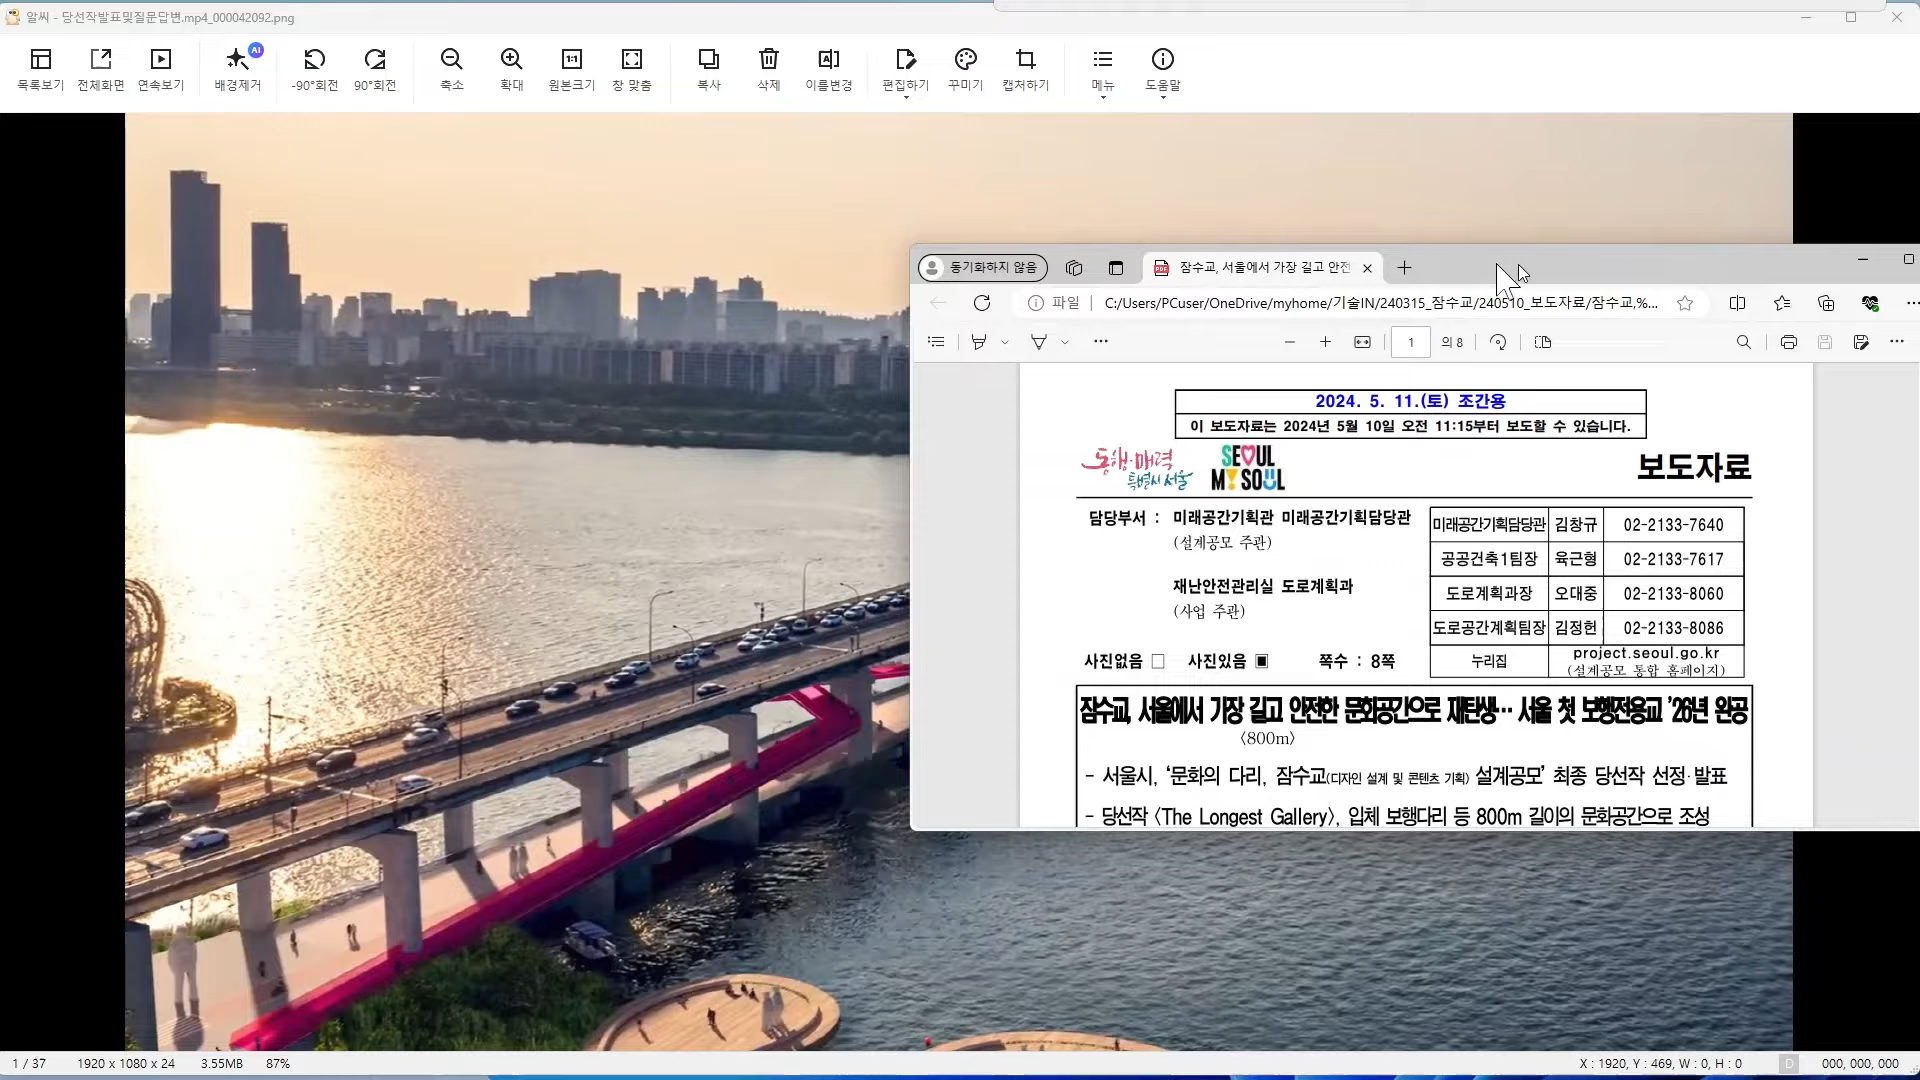 알씨 - 당선작발표및질문답변.mp4_000042092.png
목록보기 전체화면 연속보기 배경제거 AI -90°회전 90°회전 축소 확대 1:1 원본크기 창 맞춤 복사 삭제 이름변경 편집하기 꾸미기 캡처하기 메뉴 도움말
동기화하지 않음 PDF 잠수교, 서울에서 가장 길고 안전
파일 C:/Users/PCuser/OneDrive/myhome/기술IN/240315_잠수교/240510_보도자료/잠수교,%...
1 의 8
2024. 5. 11.(토) 조간용
이 보도자료는 2024년 5월 10일 오전 11:15부터 보도할 수 있습니다.
동행·매력
특별시 서울
SEOUL
MY SOUL
보도자료
담당부서 : 미래공간기획관 미래공간기획담당관
(설계공모 주관)
재난안전관리실 도로계획과
(사업 주관)
미래공간기획담당관 김창규 02-2133-7640
공공건축1팀장 육근형 02-2133-7617
도로계획과장 오대중 02-2133-8060
도로공간계획팀장 김정헌 02-2133-8086
누리집 project.seoul.go.kr
(설계공모 통합 홈페이지)
사진없음 □ 사진있음 ▣ 쪽수 : 8쪽
잠수교, 서울에서 가장 길고 안전한 문화공간으로 재탄생… 서울 첫 보행전용교 '26년 완공
〈800m〉
- 서울시, ‘문화의 다리, 잠수교(디자인 설계 및 콘텐츠 기획) 설계공모’ 최종 당선작 선정·발표
- 당선작 〈The Longest Gallery〉, 입체 보행다리 등 800m 길이의 문화공간으로 조성
1 / 37 1920 x 1080 x 24 3.55MB 87% X : 1920, Y : 469, W : 0, H : 0 D 000, 000, 000